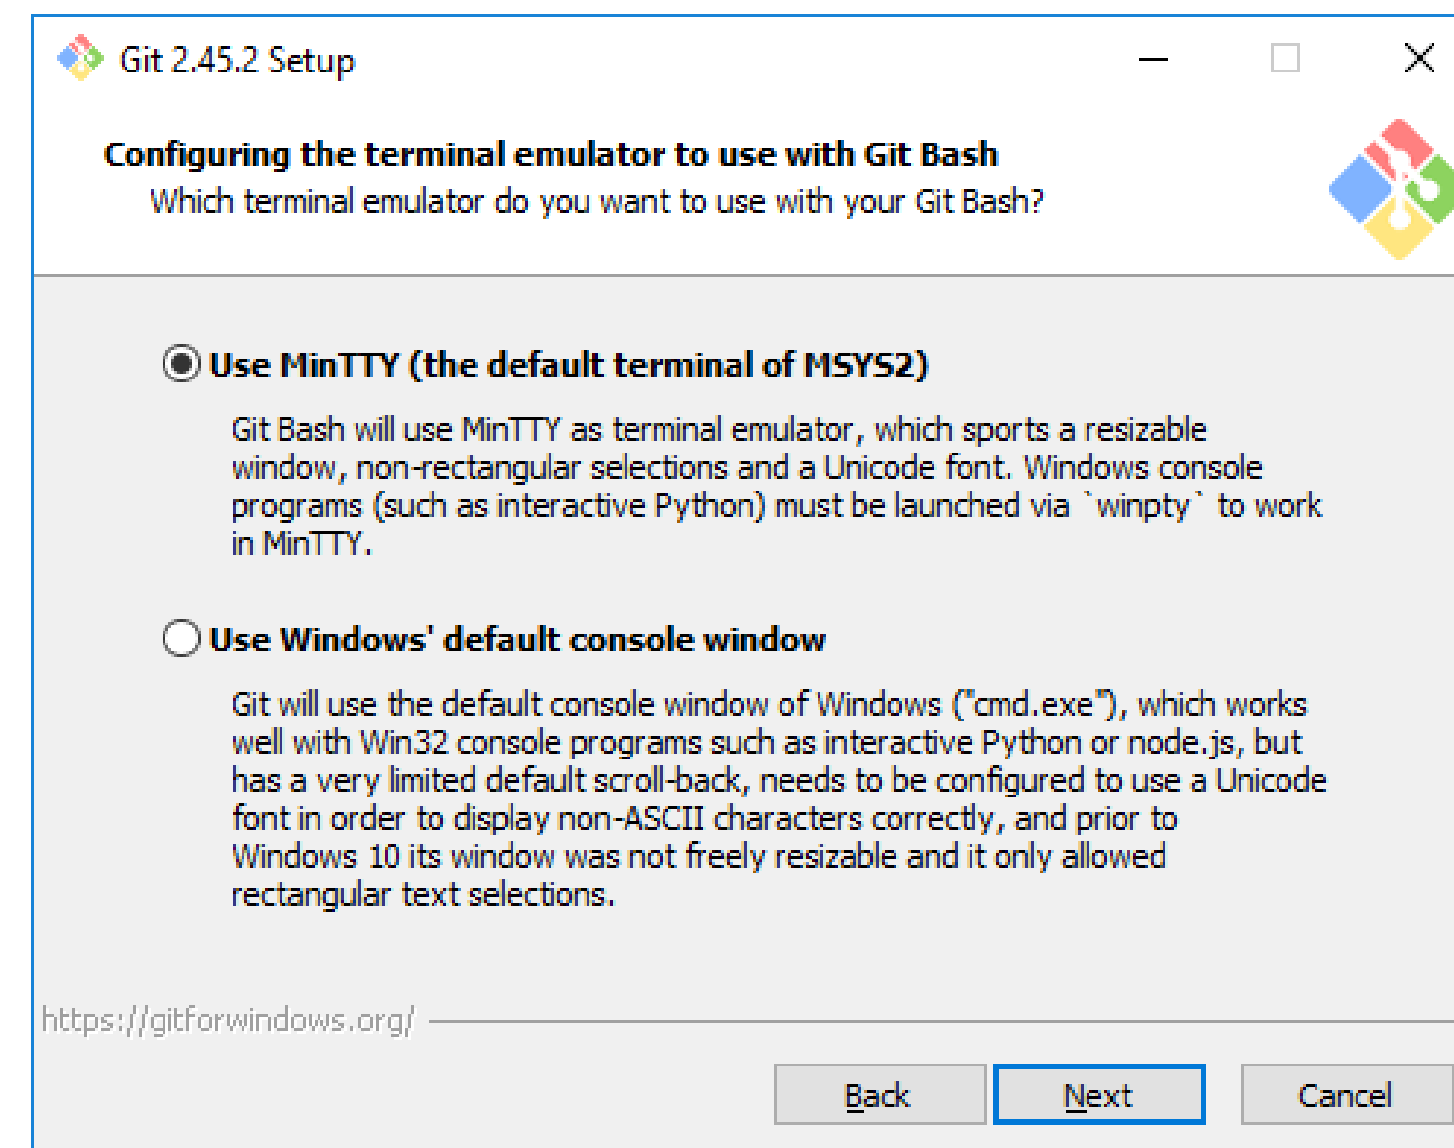 Git 2.45.2 Setup
Configuring the terminal emulator to use with Git Bash
Which terminal emulator do you want to use with your Git Bash?
Use MinTTY (the default terminal of MSYS2)
Git Bash will use MinTTY as terminal emulator, which sports a resizable
window, non-rectangular selections and a Unicode font. Windows console
programs (such as interactive Python) must be launched via `winpty` to work
in MinTTY.
Use Windows' default console window
Git will use the default console window of Windows ("cmd.exe"), which works
well with Win32 console programs such as interactive Python or node.js, but
has a very limited default scroll-back, needs to be configured to use a Unicode
font in order to display non-ASCII characters correctly, and prior to
Windows 10 its window was not freely resizable and it only allowed
rectangular text selections.
https://gitforwindows.org/
Back Next Cancel